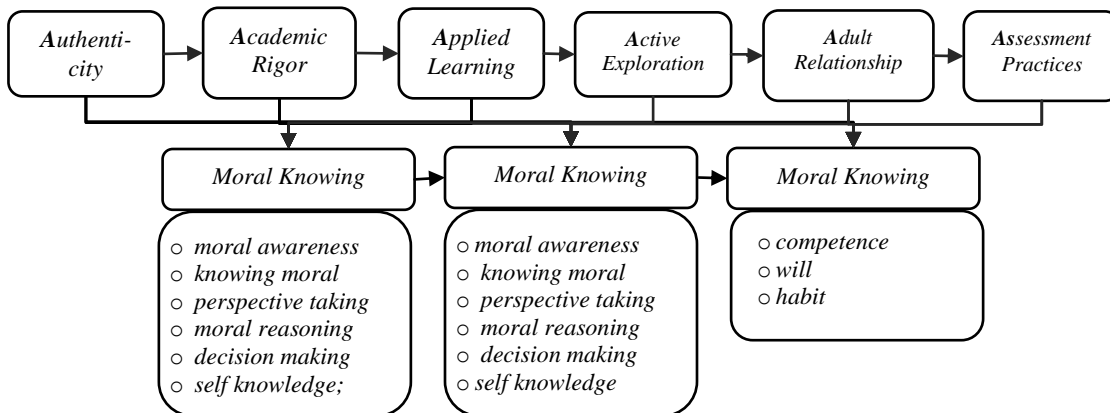 Authenti-
city
Academic
Rigor
Applied
Learning
Active
Exploration
Adult
Relationship
Assessment
Practices
Moral Knowing
Moral Knowing
Moral Knowing
moral awareness
knowing moral
perspective taking
moral reasoning
decision making
self knowledge;
moral awareness
knowing moral
perspective taking
moral reasoning
decision making
self knowledge
competence
will
habit